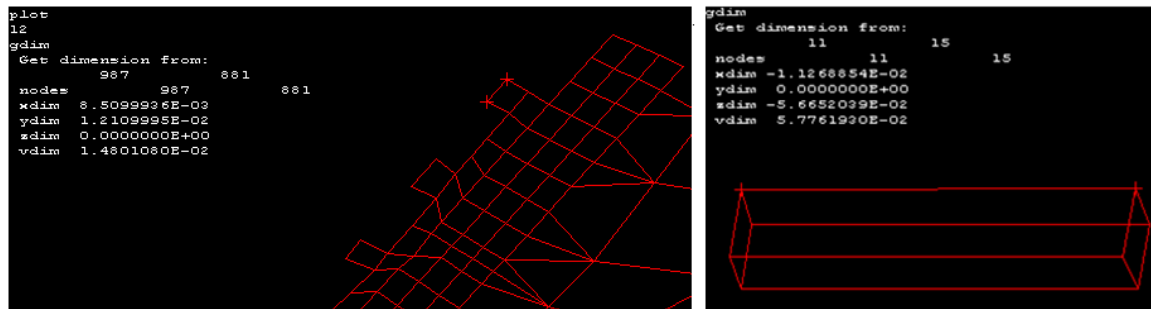 plot
12
gdim
Get dimension from:
987 881
nodes 987 881
xdim 8.5099936E-03
ydim 1.2109995E-02
zdim 0.0000000E+00
vdim 1.4801080E-02
gdim
Get dimension from:
11 15
nodes 11 15
xdim -1.1268854E-02
ydim 0.0000000E+00
zdim -5.6652039E-02
vdim 5.7761930E-02